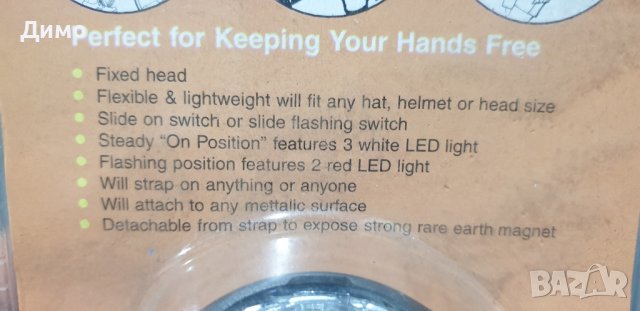 Димо
Perfect for Keeping Your Hands Free
Fixed head
Flexible & lightweight will fit any hat, helmet or head size
Slide on switch or slide flashing switch
Steady "On Position" features 3 white LED light
Flashing position features 2 red LED light
Will strap on anything or anyone
Will attach to any mettalic surface
Detachable from strap to expose strong rare earth magnet
BAZAR